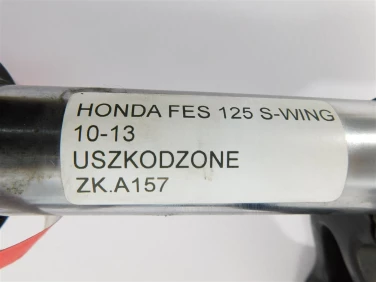 HONDA FES 125 S-WING
10-13
USZKODZONE
ZK.A157